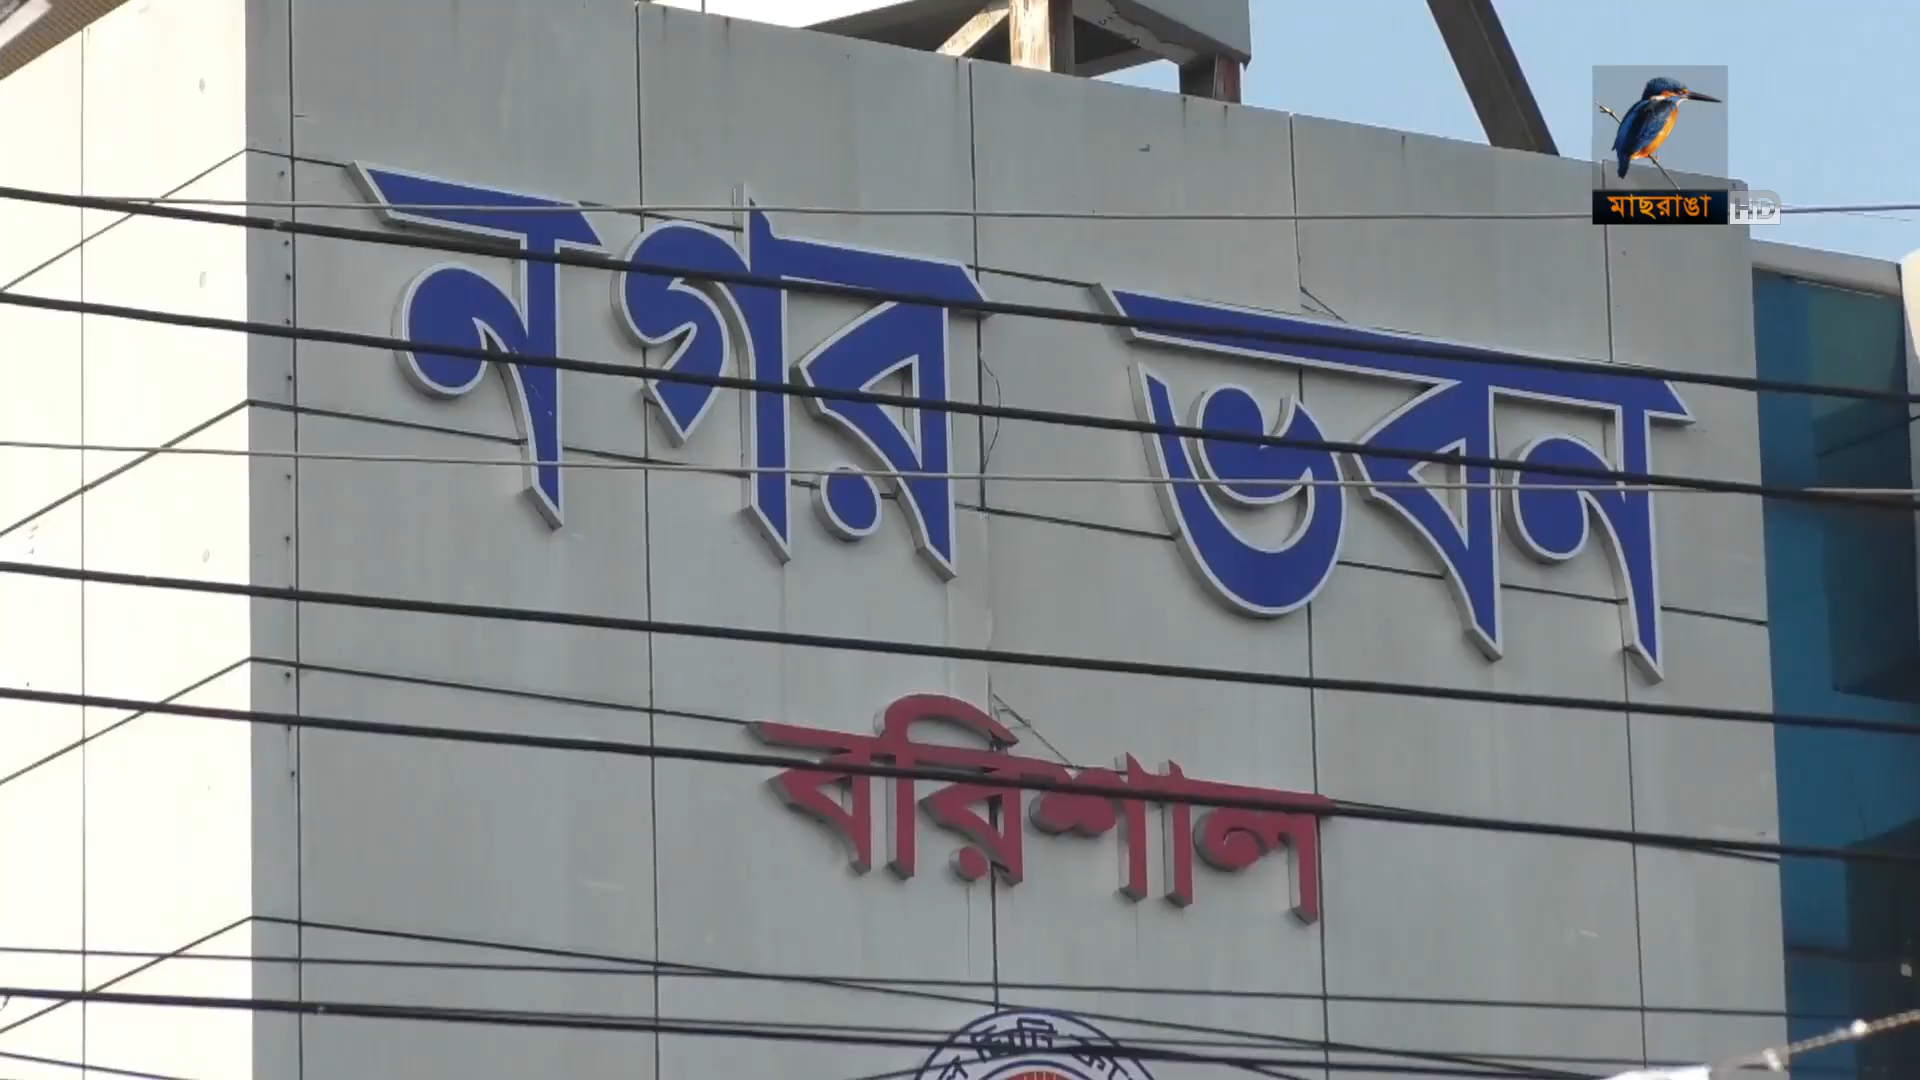 মাছরাঙা HD
নগর ভবন
বরিশাল
সিটি